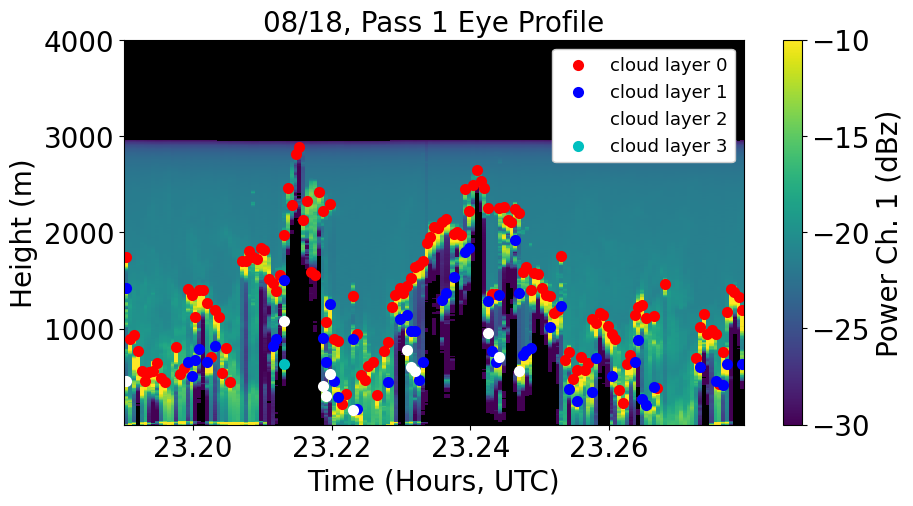 08/18, Pass 1 Eye Profile
4000
3000
2000
1000
Height (m)
cloud layer 0
cloud layer 1
cloud layer 2
cloud layer 3
23.20
23.22
23.24
23.26
Time (Hours, UTC)
−10
−15
−20
−25
−30
Power Ch. 1 (dBz)